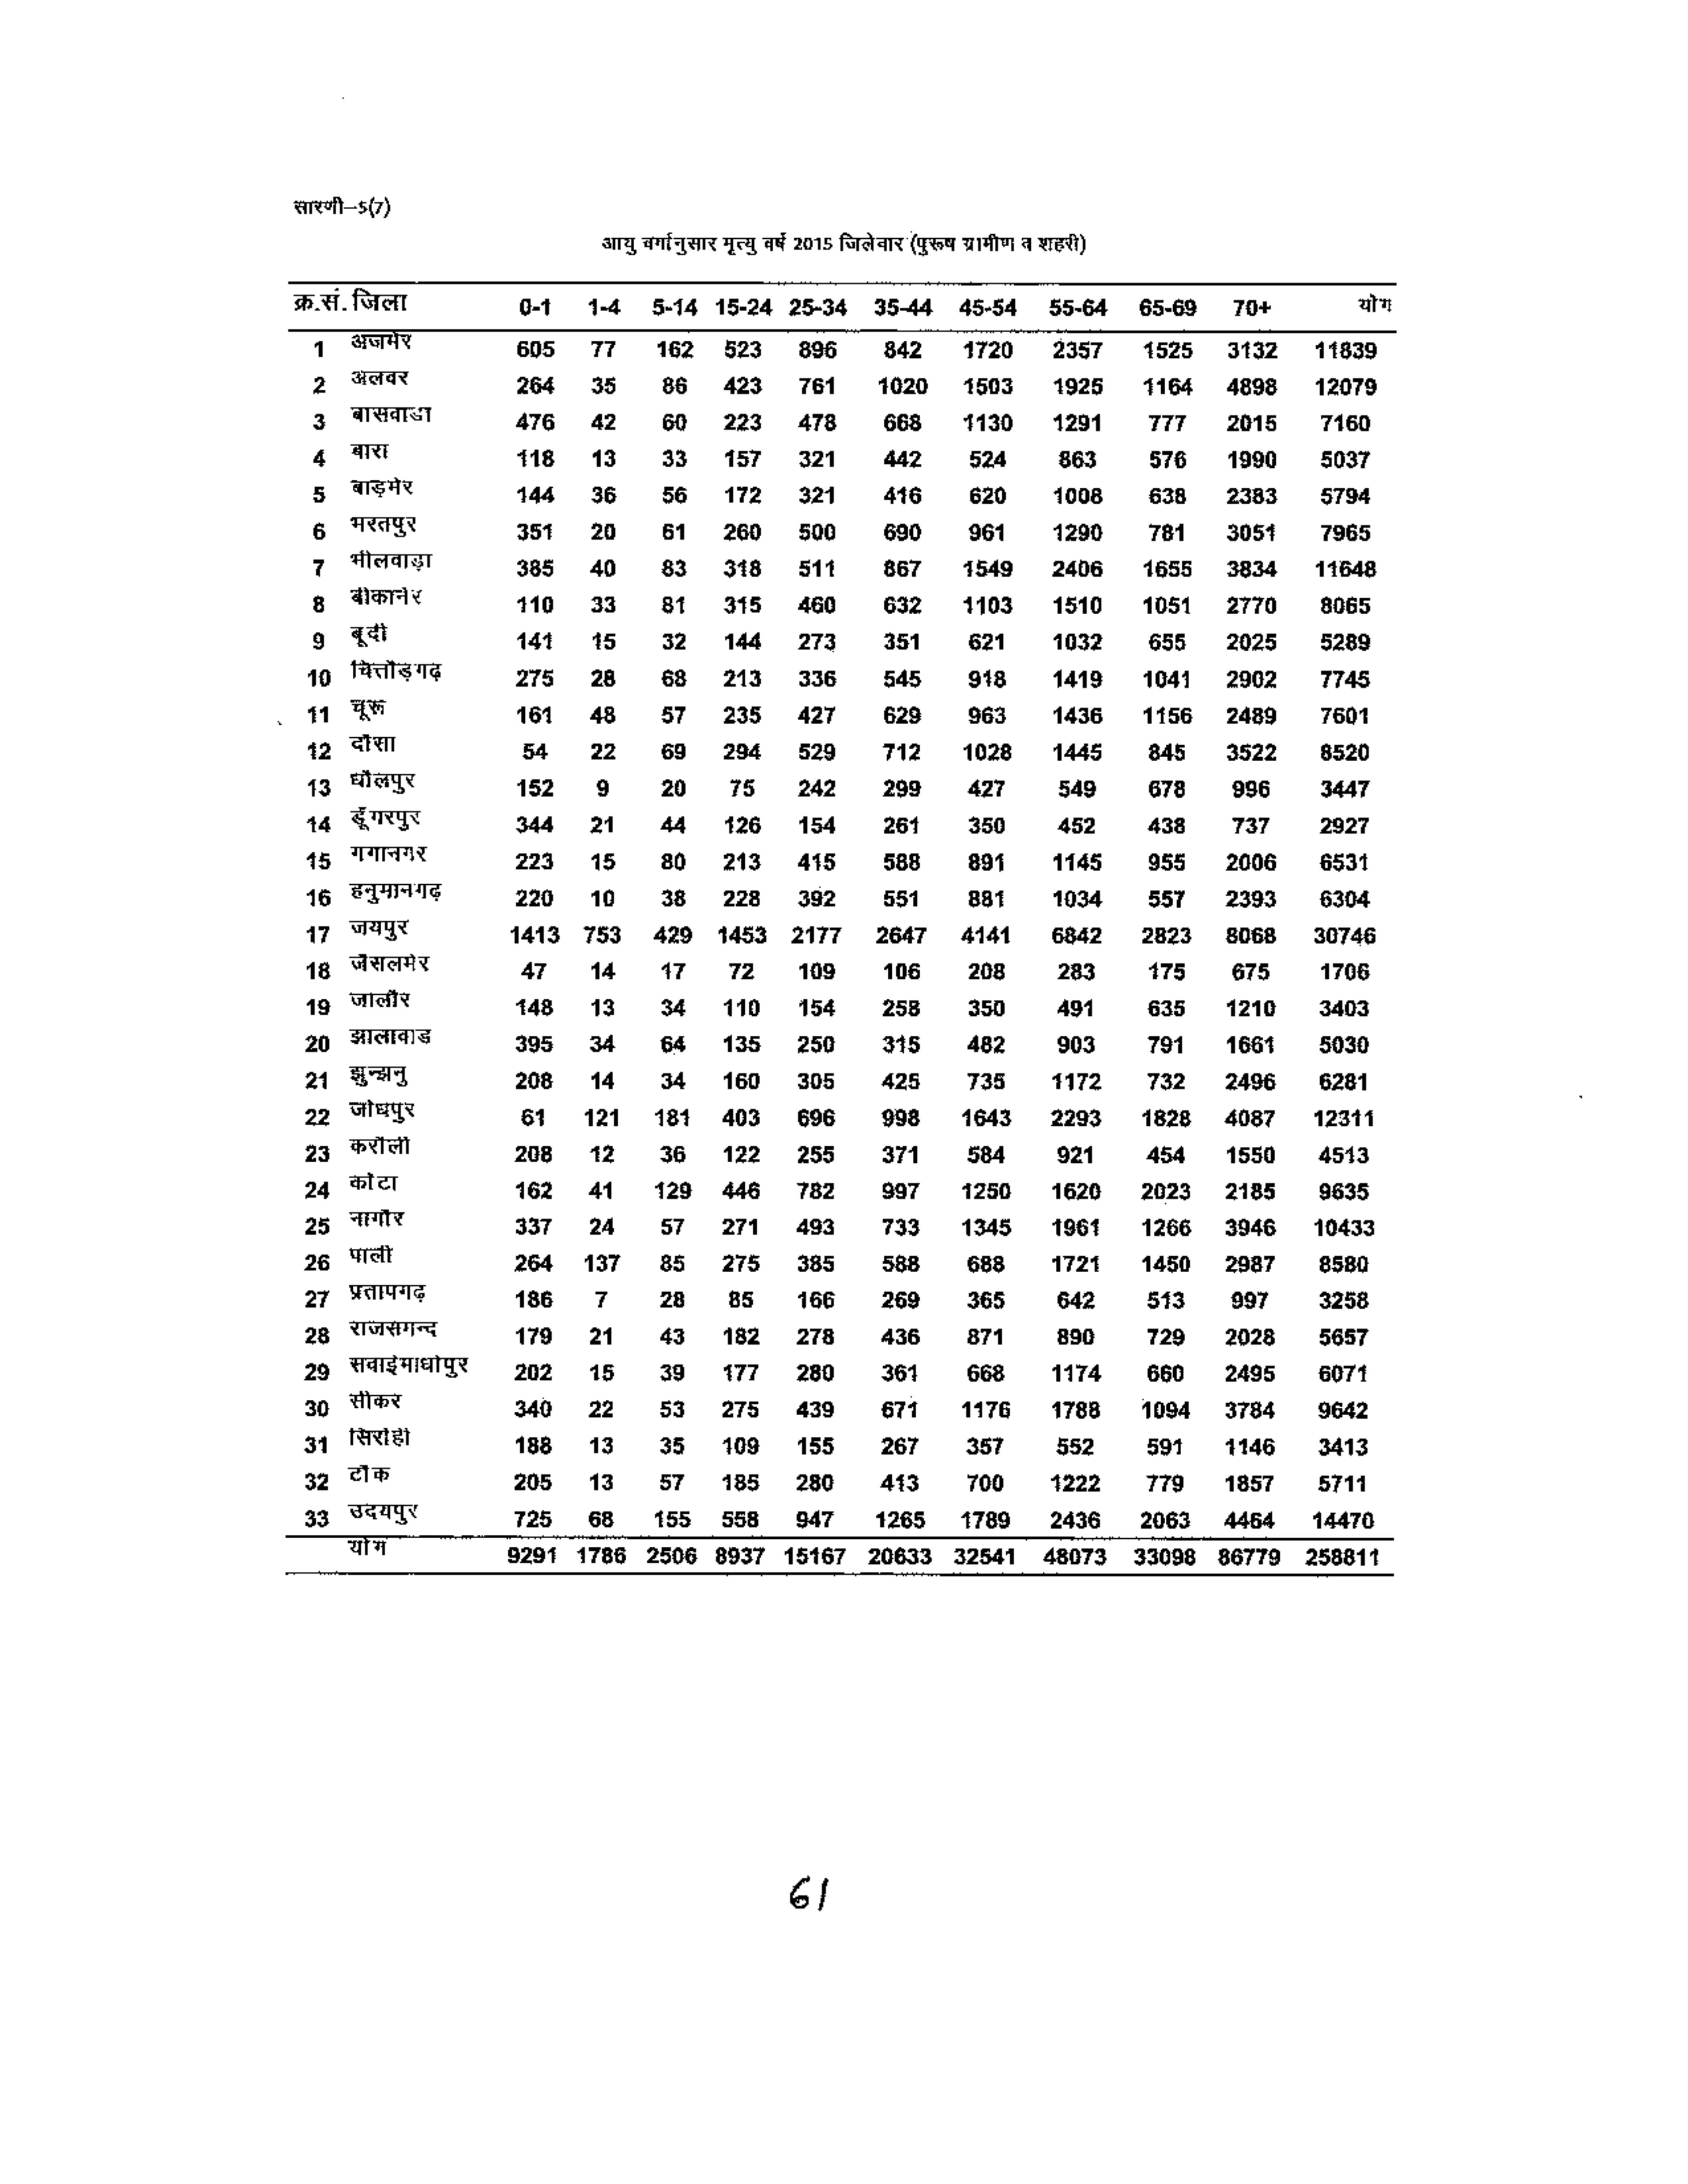 सारणी–5(7)
आयु वर्गानुसार मृत्यु वर्ष 2015 जिलेवार (पुरूष ग्रामीण व शहरी)
क्र.सं. जिला 0-1 1-4 5-14 15-24 25-34 35-44 45-54 55-64 65-69 70+ योग
1 अजमेर 605 77 162 523 896 842 1720 2357 1525 3132 11839
2 अलवर 264 35 86 423 761 1020 1503 1925 1164 4898 12079
3 बासवाडा 476 42 60 223 478 668 1130 1291 777 2015 7160
4 बारा 118 13 33 157 321 442 524 863 576 1990 5037
5 बाड़मेर 144 36 56 172 321 416 620 1008 638 2383 5794
6 भरतपुर 351 20 61 260 500 690 961 1290 781 3051 7965
7 भीलवाड़ा 385 40 83 318 511 867 1549 2406 1655 3834 11648
8 बीकानेर 110 33 81 315 460 632 1103 1510 1051 2770 8065
9 बूदी 141 15 32 144 273 351 621 1032 655 2025 5289
10 चित्तौड़गढ़ 275 28 68 213 336 545 918 1419 1041 2902 7745
11 चूरू 161 48 57 235 427 629 963 1436 1156 2489 7601
12 दौसा 54 22 69 294 529 712 1028 1445 845 3522 8520
13 धौलपुर 152 9 20 75 242 299 427 549 678 996 3447
14 डूँगरपुर 344 21 44 126 154 261 350 452 438 737 2927
15 गगानगर 223 15 80 213 415 588 891 1145 955 2006 6531
16 हनुमानगढ़ 220 10 38 228 392 551 881 1034 557 2393 6304
17 जयपुर 1413 753 429 1453 2177 2647 4141 6842 2823 8068 30746
18 जैसलमेर 47 14 17 72 109 106 208 283 175 675 1706
19 जालौर 148 13 34 110 154 258 350 491 635 1210 3403
20 झालावाड 395 34 64 135 250 315 482 903 791 1661 5030
21 झुन्झनु 208 14 34 160 305 425 735 1172 732 2496 6281
22 जोधपुर 61 121 181 403 696 998 1643 2293 1828 4087 12311
23 करौली 208 12 36 122 255 371 584 921 454 1550 4513
24 कोटा 162 41 129 446 782 997 1250 1620 2023 2185 9635
25 नागौर 337 24 57 271 493 733 1345 1961 1266 3946 10433
26 पाली 264 137 85 275 385 588 688 1721 1450 2987 8580
27 प्रतापगढ़ 186 7 28 85 166 269 365 642 513 997 3258
28 राजसमन्द 179 21 43 182 278 436 871 890 729 2028 5657
29 सवाईमाधोपुर 202 15 39 177 280 361 668 1174 660 2495 6071
30 सीकर 340 22 53 275 439 671 1176 1788 1094 3784 9642
31 सिरोही 188 13 35 109 155 267 357 552 591 1146 3413
32 टौंक 205 13 57 185 280 413 700 1222 779 1857 5711
33 उदयपुर 725 68 155 558 947 1265 1789 2436 2063 4464 14470
योग 9291 1786 2506 8937 15167 20633 32541 48073 33098 86779 258811
61